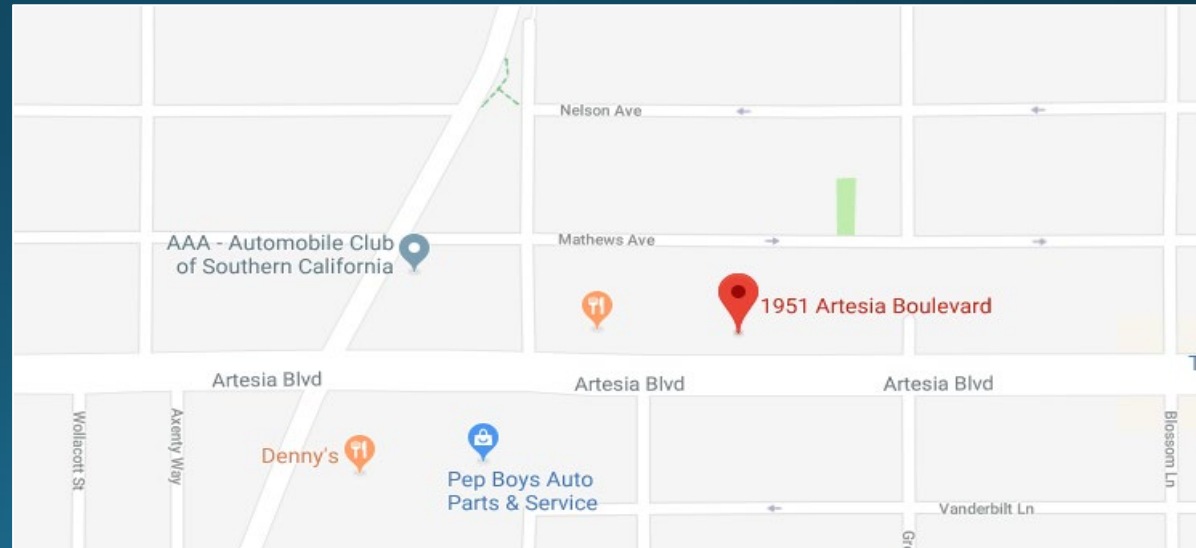 Nelson Ave
Mathews Ave
AAA - Automobile Club
of Southern California
1951 Artesia Boulevard
Artesia Blvd
Artesia Blvd
Artesia Blvd
T
Wollacott St
Axenty Way
Blossom Ln
Denny's
Pep Boys Auto
Parts & Service
Vanderbilt Ln
Gr